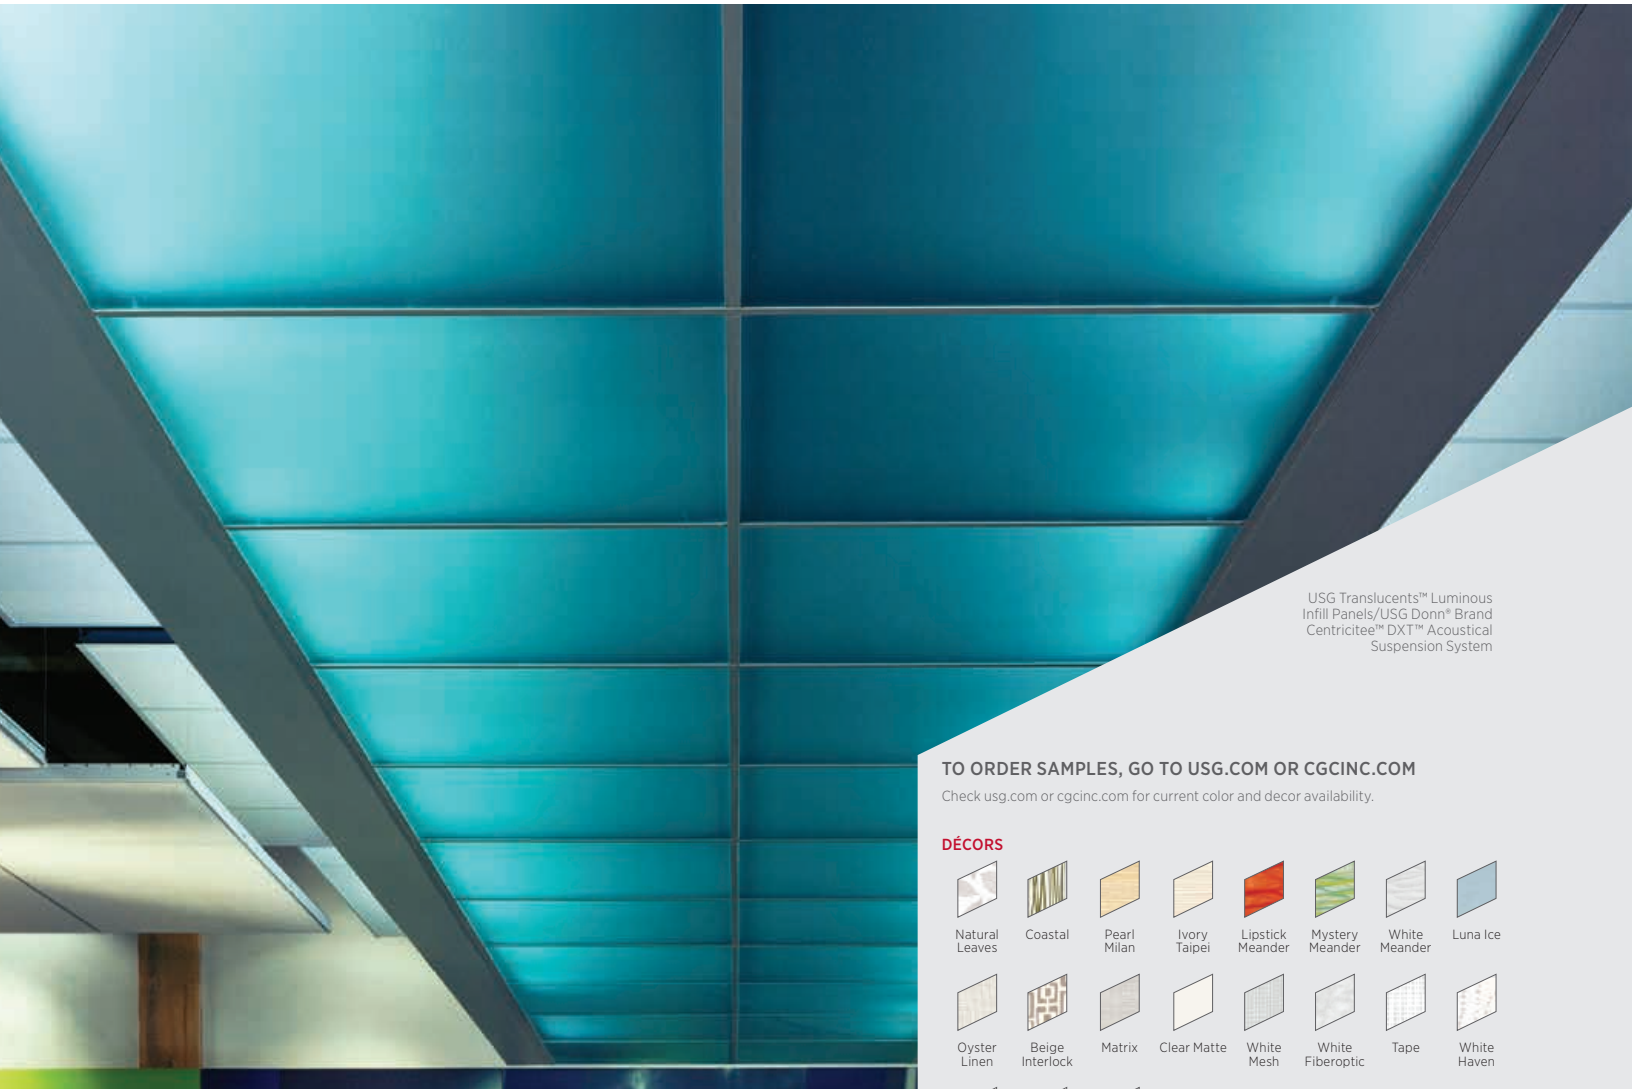 USG Translucents™ Luminous
Infill Panels/USG Donn® Brand
Centricitee™ DXT™ Acoustical
Suspension System
TO ORDER SAMPLES, GO TO USG.COM OR CGCINC.COM
Check usg.com or cgcinc.com for current color and decor availability.
DÉCORS
Natural
Leaves
Coastal
Pearl
Milan
Ivory
Taipei
Lipstick
Meander
Mystery
Meander
White
Meander
Luna Ice
Oyster
Linen
Beige
Interlock
Matrix
Clear Matte
White
Mesh
White
Fiberoptic
Tape
White
Haven